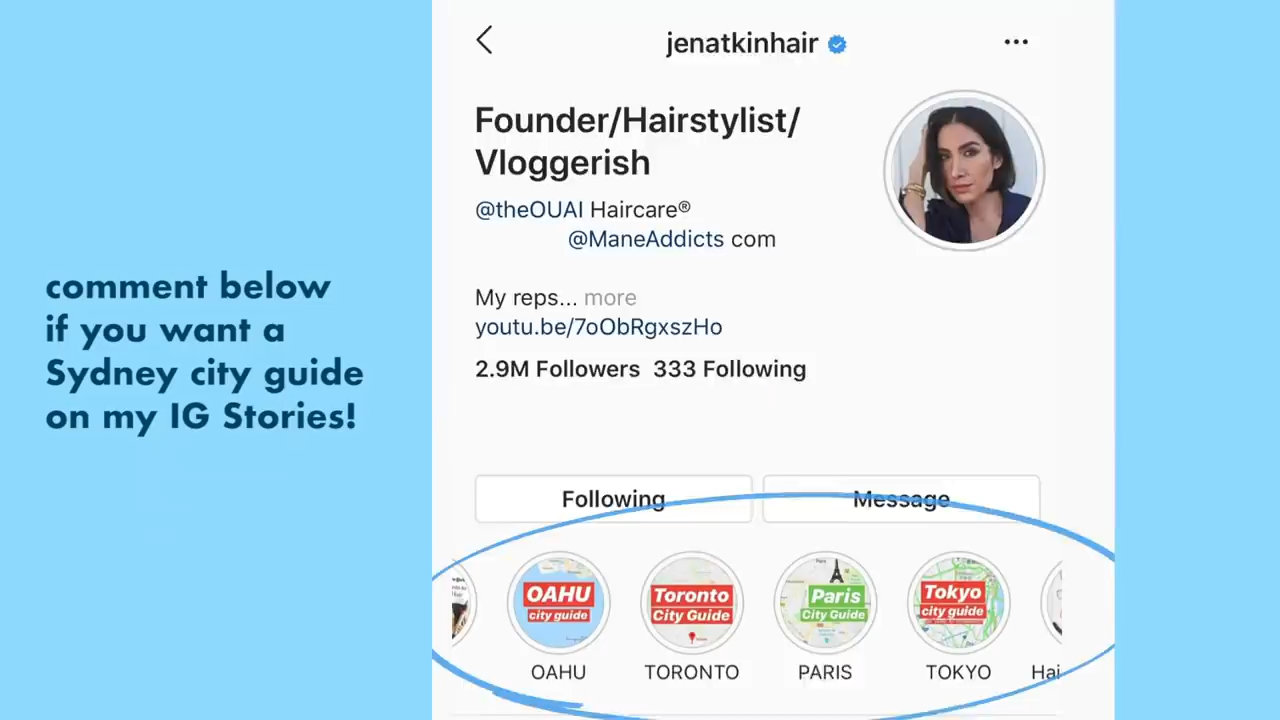 jenatkinhair
Founder/Hairstylist/
Vloggerish
@theOUAI Haircare®
@ManeAddicts com
My reps... more
youtu.be/7oObRgxszHo
2.9M Followers 333 Following
Following Message
comment below
if you want a
Sydney city guide
on my IG Stories!
OAHU
city guide
Toronto
City Guide
Paris
City Guide
Tokyo
city guide
OAHU TORONTO PARIS TOKYO Hai